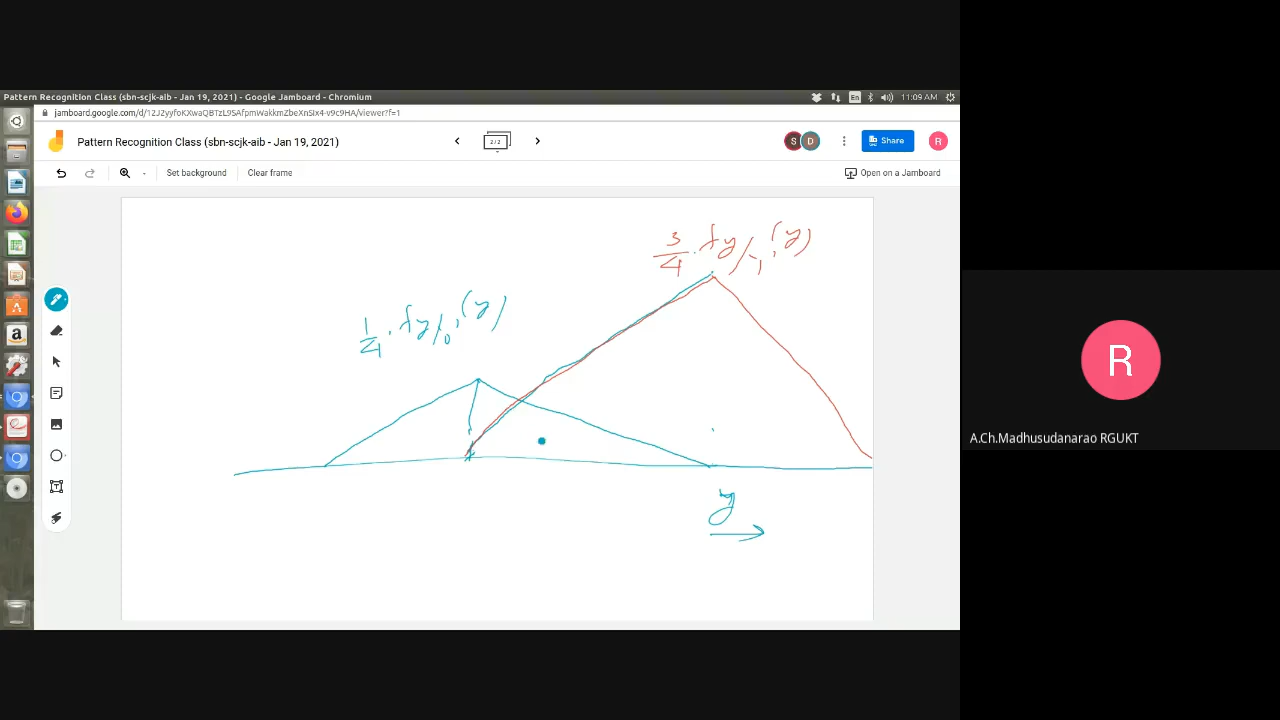 Pattern Recognition Class (sbn-scjk-aib - Jan 19, 2021) - Google Jamboard - Chromium
En
11:09 AM
jamboard.google.com/d/12J2yyfoKXwaQBTzL9SAfpmWakkmZbeXnSIx4-v9c9HA/viewer?f=1
Pattern Recognition Class (sbn-scjk-aib - Jan 19, 2021)
2/2
S D
Share
R
Set background
Clear frame
Open on a Jamboard
3/4 . fy/1, (y)
1/4 . fy/0, (y)
y
R
A.Ch.Madhusudanarao RGUKT